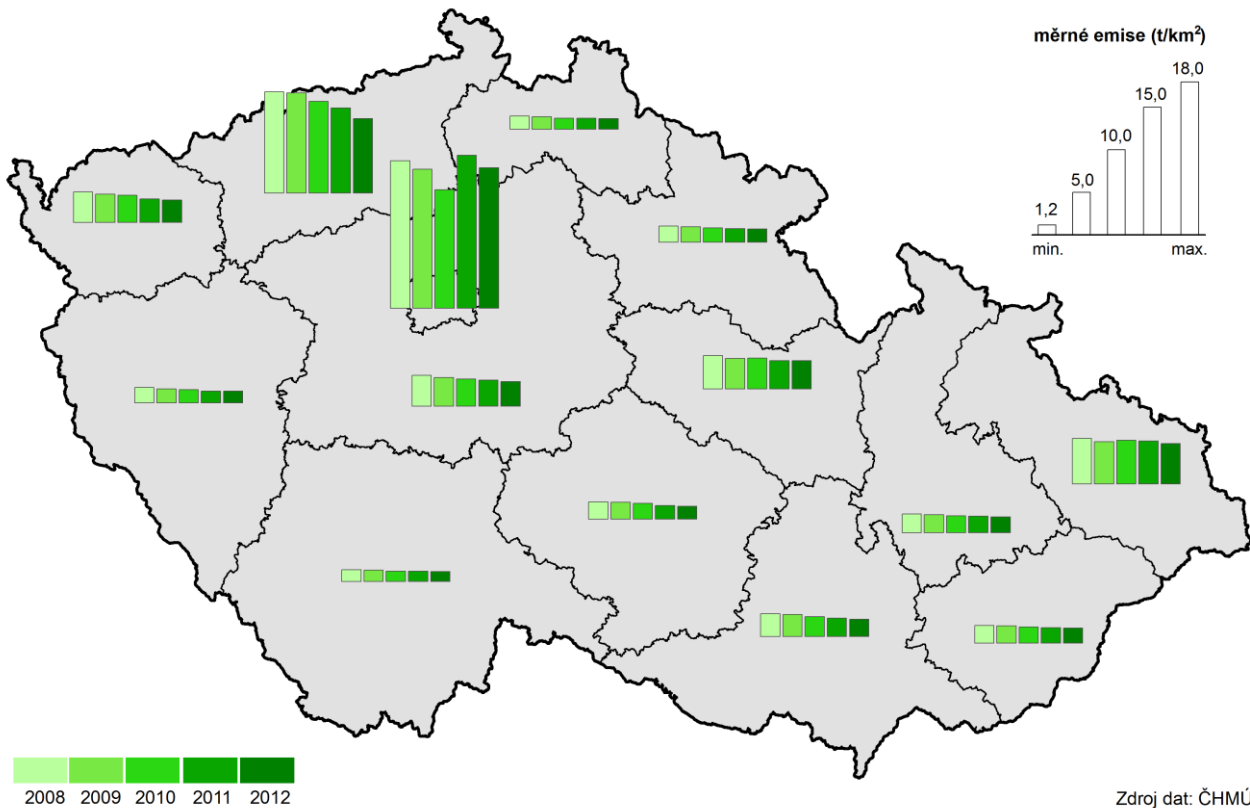 měrné emise (t/km²)
18,0
15,0
10,0
5,0
1,2
min. max.
2008 2009 2010 2011 2012
Zdroj dat: ČHMÚ